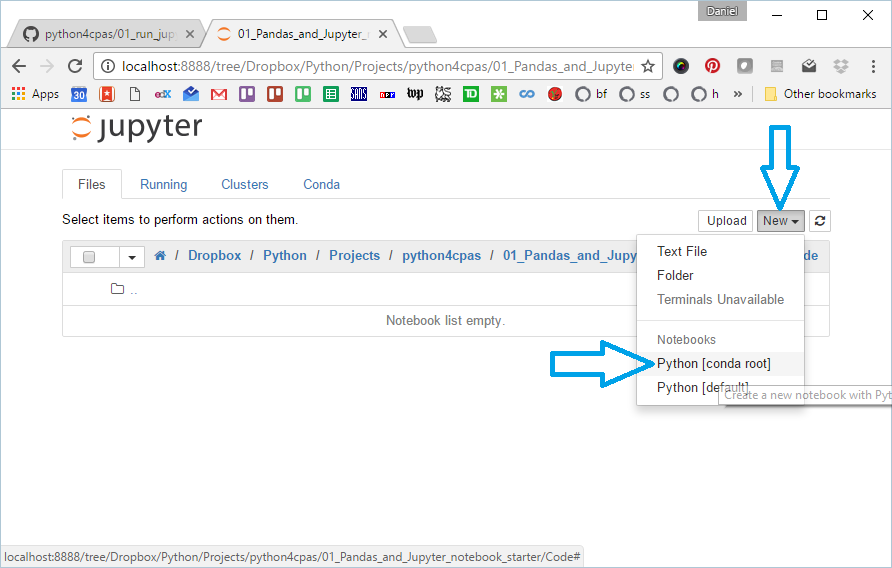 Daniel
python4cpas/01_run_jup
01_Pandas_and_Jupyter_
localhost:8888/tree/Dropbox/Python/Projects/python4cpas/01_Pandas_and_Jupyter
Apps 30 edX bf ss h » Other bookmarks
jupyter
Files Running Clusters Conda
Select items to perform actions on them.
Upload New
/ Dropbox / Python / Projects / python4cpas / 01_Pandas_and_Jupy de
..
Notebook list empty.
Text File
Folder
Terminals Unavailable
Notebooks
Python [conda root]
Python [default]
Create a new notebook with Pyt
localhost:8888/tree/Dropbox/Python/Projects/python4cpas/01_Pandas_and_Jupyter_notebook_starter/Code#